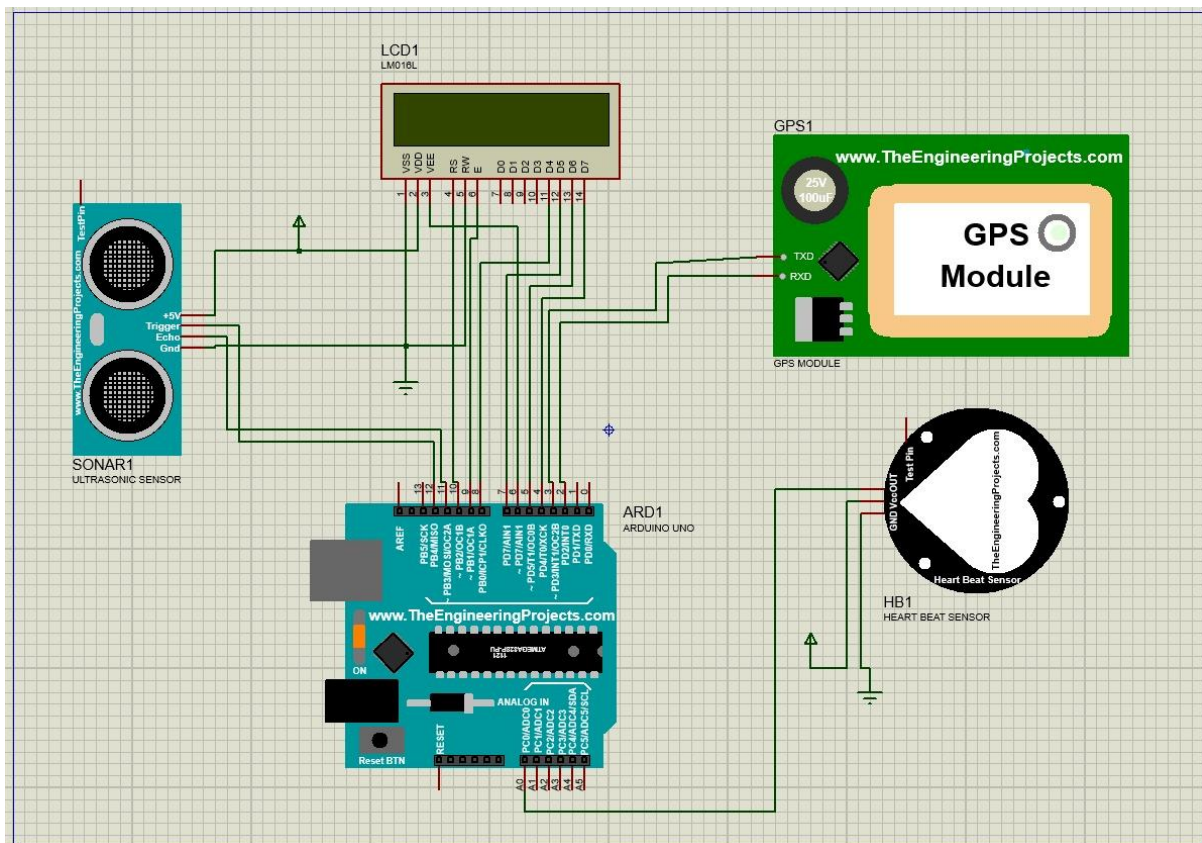 LCD1
LM016L
VSS
VDD
VEE
RS
RW
E
D0
D1
D2
D3
D4
D5
D6
D7
1
2
3
4
5
6
7
8
9
10
11
12
13
14
TestPin
www.TheEngineeringProjects.com
+5V
Trigger
Echo
Gnd
SONAR1
ULTRASONIC SENSOR
GPS1
www.TheEngineeringProjects.com
25V
100uF
GPS
Module
TXD
RXD
GPS MODULE
Test Pin
OUT
Vcc
GND
TheEngineeringProjects.com
Heart Beat Sensor
HB1
HEART BEAT SENSOR
ARD1
ARDUINO UNO
13
12
11
10
9
8
7
6
5
4
3
2
1
0
AREF
PB5/SCK
PB4/MISO
~ PB3/MOSI/OC2A
~ PB2/OC1B
~ PB1/OC1A
PB0/ICP1/CLKO
PD7/AIN1
~ PD7/AIN1
~ PD5/T1/OC0B
PD4/T0/XCK
~ PD3/INT1/OC2B
PD2/INT0
PD1/TXD
PD0/RXD
www.TheEngineeringProjects.com
1121
ATMEGA328P-PU
ON
ANALOG IN
RESET
Reset BTN
PC0/ADC0
PC1/ADC1
PC2/ADC2
PC3/ADC3
PC4/ADC4/SDA
PC5/ADC5/SCL
A0
A1
A2
A3
A4
A5